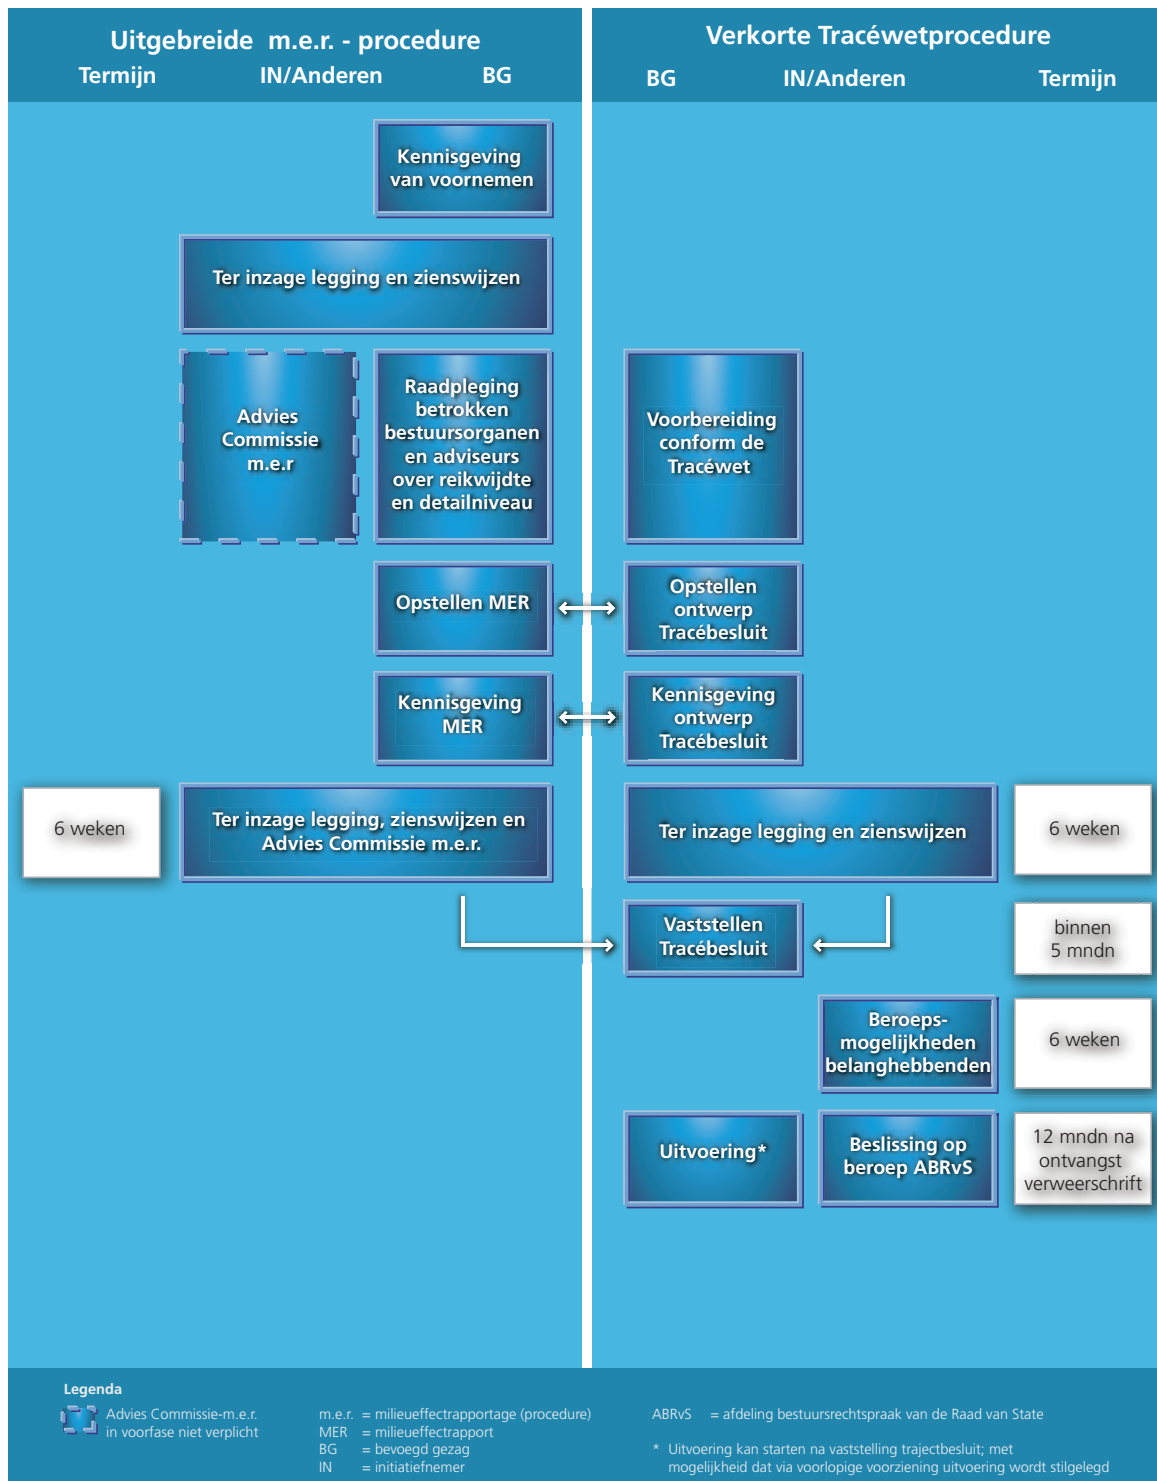 Uitgebreide m.e.r. - procedure
Termijn IN/Anderen BG
Verkorte Tracéwetprocedure
BG IN/Anderen Termijn
Kennisgeving
van voornemen
Ter inzage legging en zienswijzen
Advies
Commissie
m.e.r
Raadpleging
betrokken
bestuursorganen
en adviseurs
over reikwijdte
en detailniveau
Voorbereiding
conform de
Tracéwet
Opstellen MER
Opstellen
ontwerp
Tracébesluit
Kennisgeving
MER
Kennisgeving
ontwerp
Tracébesluit
6 weken
Ter inzage legging, zienswijzen en
Advies Commissie m.e.r.
Ter inzage legging en zienswijzen
6 weken
Vaststellen
Tracébesluit
binnen
5 mndn
Beroeps-
mogelijkheden
belanghebbenden
6 weken
Uitvoering*
Beslissing op
beroep ABRvS
12 mndn na
ontvangst
verweerschrift
Legenda
Advies Commissie-m.e.r.
in voorfase niet verplicht
m.e.r. = milieueffectrapportage (procedure)
MER = milieueffectrapport
BG = bevoegd gezag
IN = initiatiefnemer
ABRvS = afdeling bestuursrechtspraak van de Raad van State
* Uitvoering kan starten na vaststelling trajectbesluit; met
mogelijkheid dat via voorlopige voorziening uitvoering wordt stilgelegd